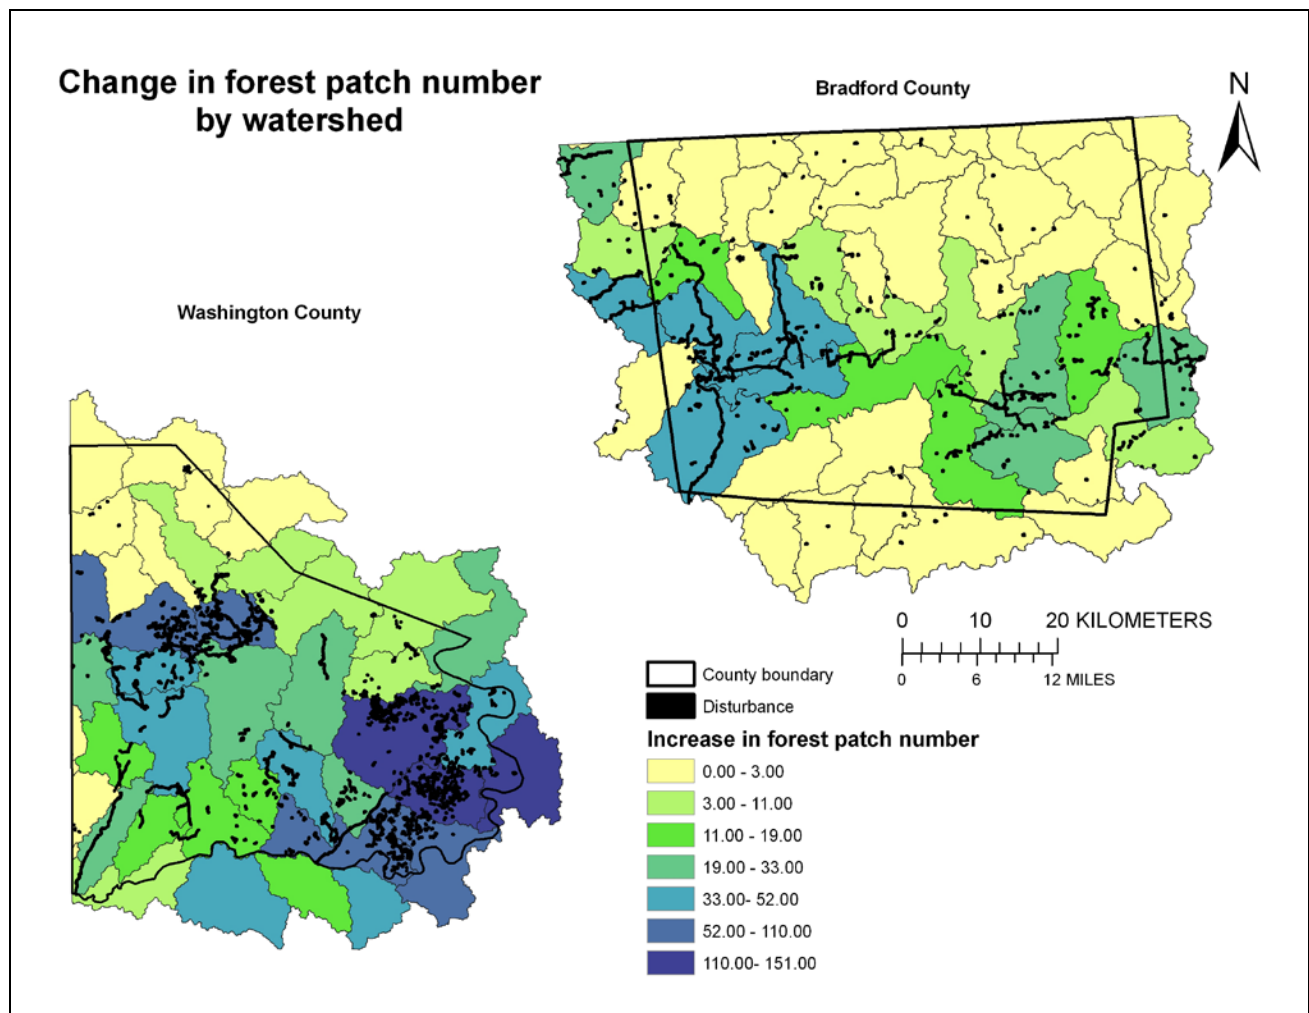 Change in forest patch number
by watershed
Bradford County
N
Washington County
0 10 20 KILOMETERS
0 6 12 MILES
County boundary
Disturbance
Increase in forest patch number
0.00 - 3.00
3.00 - 11.00
11.00 - 19.00
19.00 - 33.00
33.00- 52.00
52.00 - 110.00
110.00- 151.00